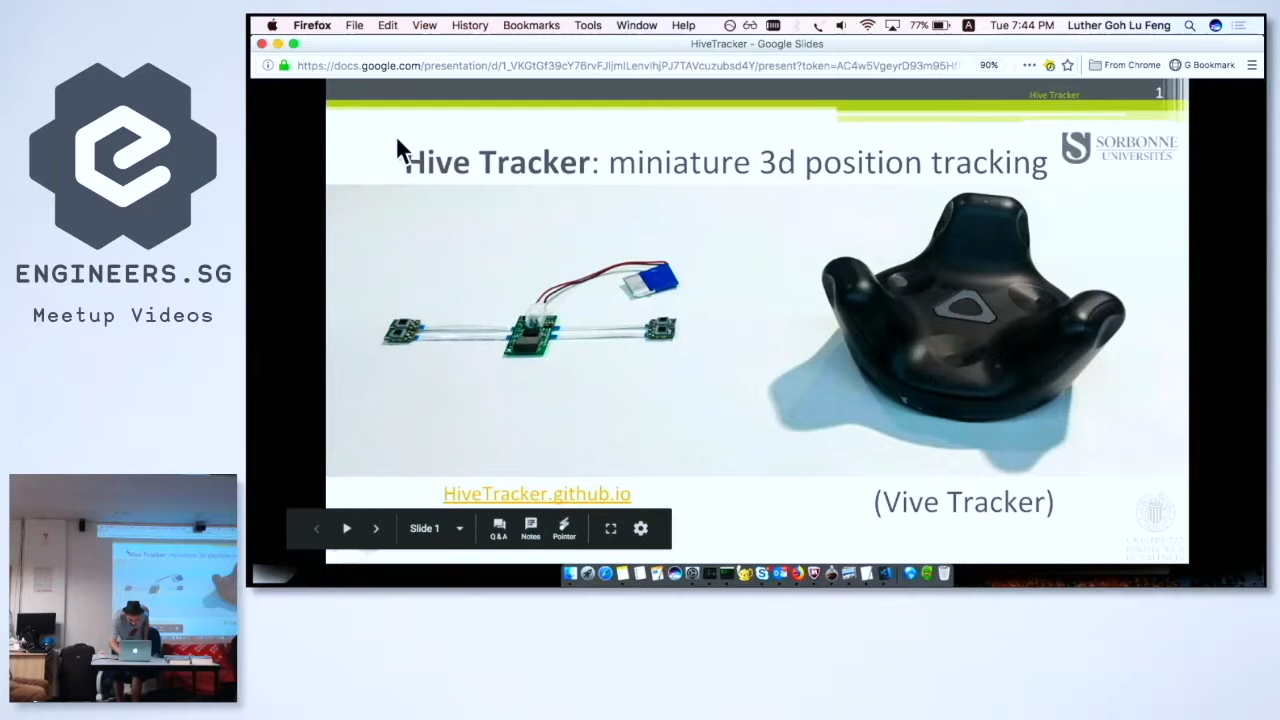 Firefox File Edit View History Bookmarks Tools Window Help 77% A Tue 7:44 PM Luther Goh Lu Feng
HiveTracker - Google Slides
90% From Chrome G Bookmark
Hive Tracker 1
Hive Tracker: miniature 3d position tracking
SORBONNE
UNIVERSITÉS
ENGINEERS.SG
Meetup Videos
HiveTracker.github.io
(Vive Tracker)
Slide 1 Q&A Notes Pointer